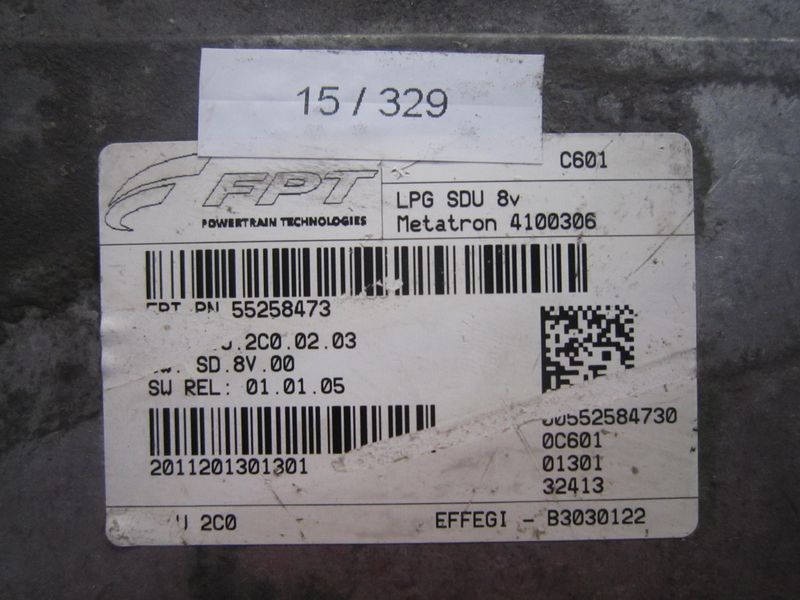 15 / 329
C601
FPT
POWERTRAIN TECHNOLOGIES
LPG SDU 8v
Metatron 4100306
FPT PN 55258473
.2C0.02.03
SD.8V.00
SW REL: 01.01.05
2011201301301
00552584730
0C601
01301
32413
U 2C0
EFFEGI - B3030122